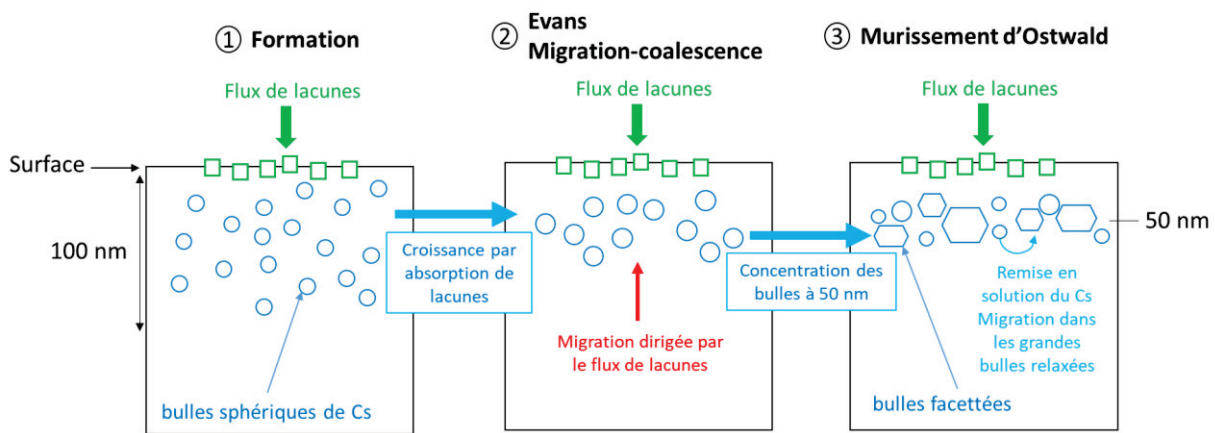 ① Formation
Flux de lacunes
Surface
100 nm
bulles sphériques de Cs
Croissance par
absorption de
lacunes
② Evans
Migration-coalescence
Flux de lacunes
Migration dirigée par
le flux de lacunes
Concentration des
bulles à 50 nm
③ Murissement d’Ostwald
Flux de lacunes
50 nm
Remise en
solution du Cs
Migration dans
les grandes
bulles relaxées
bulles facettées